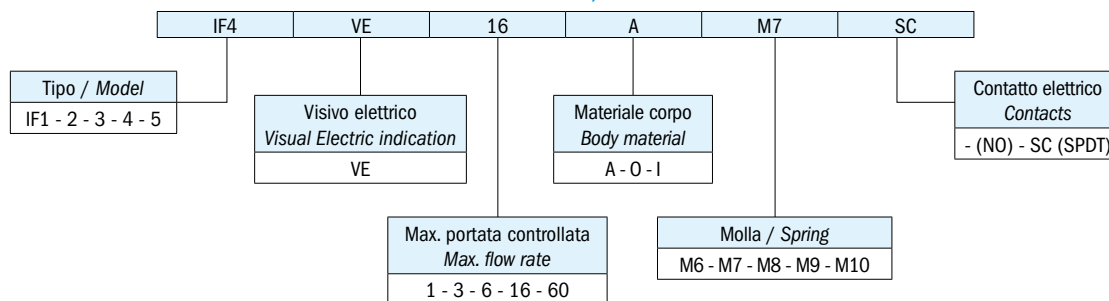 IF4 VE 16 A M7 SC
Tipo / Model
IF1 - 2 - 3 - 4 - 5
Visivo elettrico
Visual Electric indication
VE
Materiale corpo
Body material
A - O - I
Contatto elettrico
Contacts
- (NO) - SC (SPDT)
Max. portata controllata
Max. flow rate
1 - 3 - 6 - 16 - 60
Molla / Spring
M6 - M7 - M8 - M9 - M10